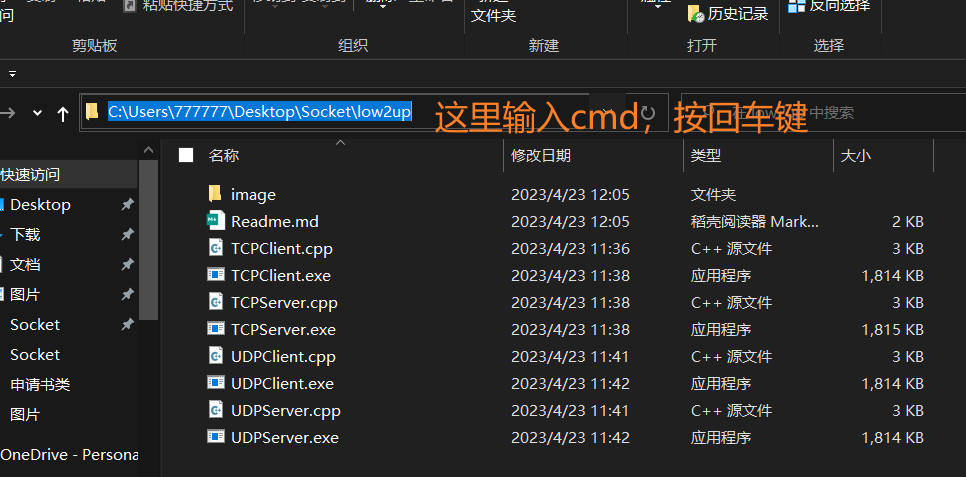 粘贴快捷方式
文件夹
历史记录
反向选择
剪贴板
组织
新建
打开
选择
C:\Users\777777\Desktop\Socket\low2up
这里输入cmd，按回车键
中搜索
名称
修改日期
类型
大小
快速访问
Desktop
下载
文档
图片
Socket
Socket
申请书类
图片
OneDrive - Persona
image 2023/4/23 12:05 文件夹
Readme.md 2023/4/23 12:05 稻壳阅读器 Mark... 2 KB
TCPClient.cpp 2023/4/23 11:36 C++ 源文件 3 KB
TCPClient.exe 2023/4/23 11:38 应用程序 1,814 KB
TCPServer.cpp 2023/4/23 11:38 C++ 源文件 3 KB
TCPServer.exe 2023/4/23 11:38 应用程序 1,815 KB
UDPClient.cpp 2023/4/23 11:41 C++ 源文件 3 KB
UDPClient.exe 2023/4/23 11:42 应用程序 1,814 KB
UDPServer.cpp 2023/4/23 11:41 C++ 源文件 3 KB
UDPServer.exe 2023/4/23 11:42 应用程序 1,814 KB